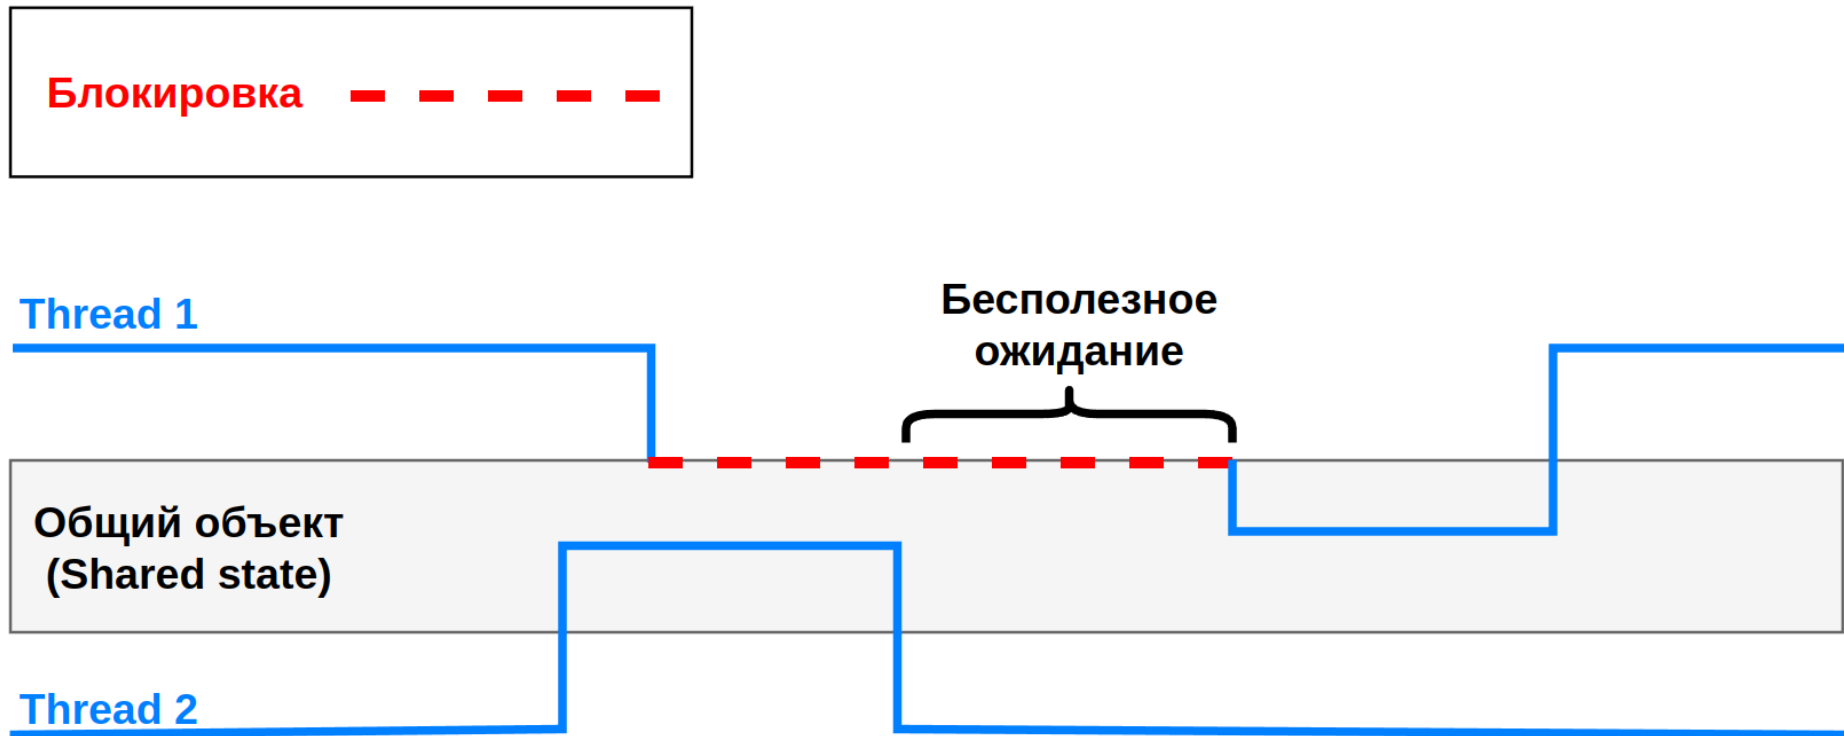 Блокировка
Thread 1
Бесполезное
ожидание
Общий объект
(Shared state)
Thread 2